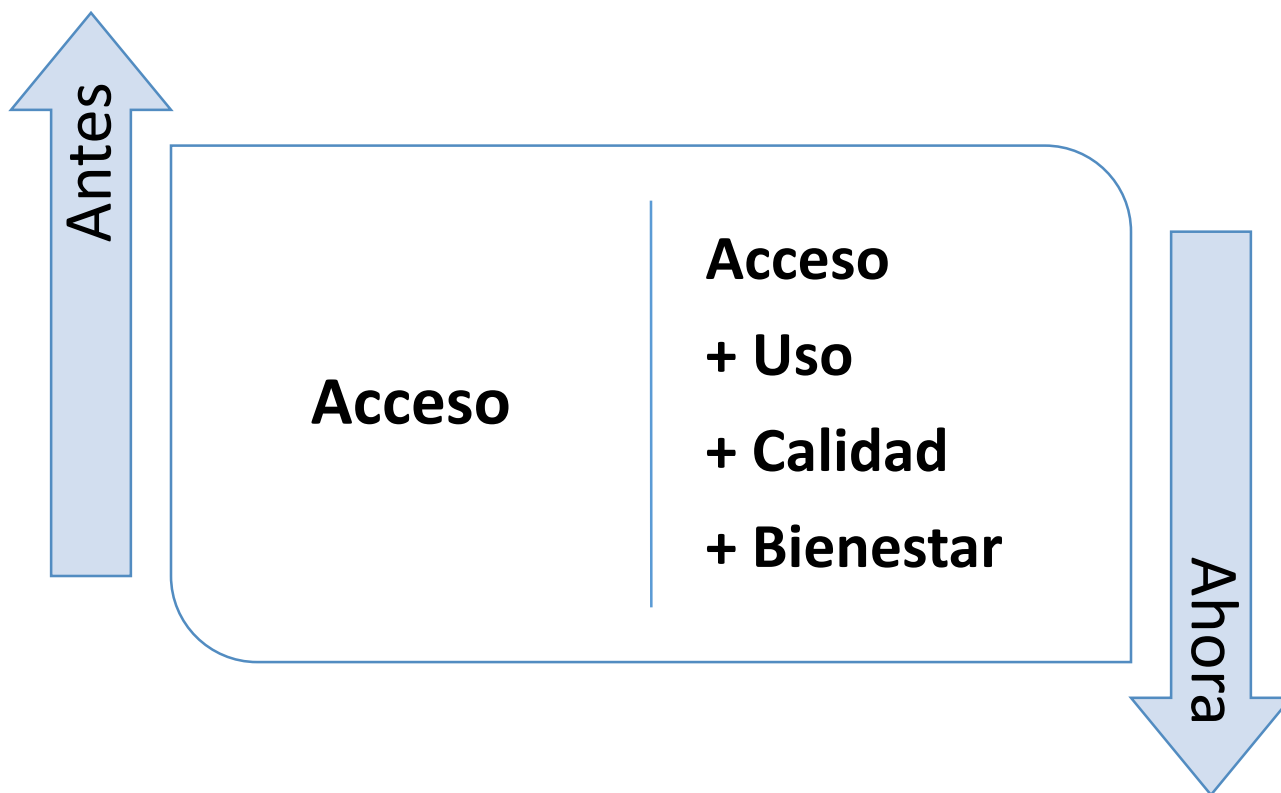 Antes
Acceso
Acceso
+ Uso
+ Calidad
+ Bienestar
Ahora